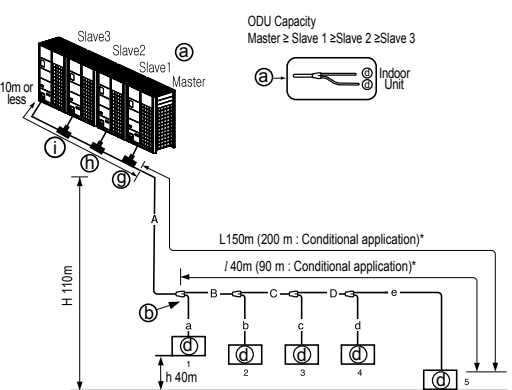 ODU Capacity
Master ≥ Slave 1 ≥Slave 2 ≥Slave 3
Slave3
Slave2
Slave1
Master
ⓐ
ⓐ
ⓓ Indoor
ⓓ Unit
10m or
less
ⓘ
ⓗ
ⓖ
A
L150m (200 m : Conditional application)*
l 40m (90 m : Conditional application)*
H 110m
ⓑ
B C D e
a b c d
ⓓ ⓓ ⓓ ⓓ ⓓ
1 2 3 4 5
h 40m